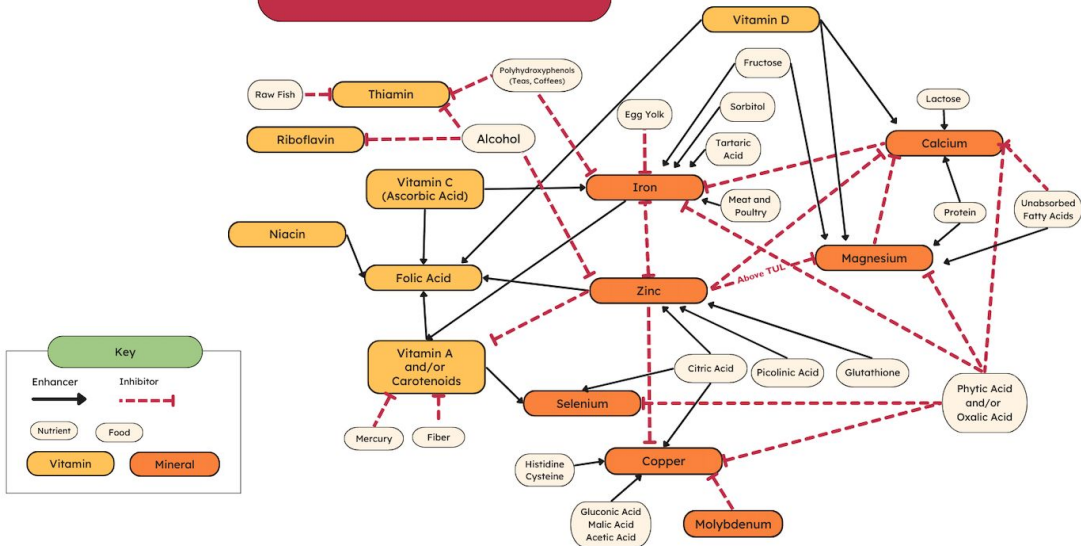 Vitamin D
Fructose
Polyhydroxyphenols
(Teas, Coffees)
Raw Fish
Thiamin
Sorbitol
Lactose
Egg Yolk
Riboflavin
Alcohol
Calcium
Tartaric
Acid
Vitamin C
(Ascorbic Acid)
Iron
Meat and
Poultry
Protein
Unabsorbed
Fatty Acids
Niacin
Magnesium
Folic Acid
Above TUL
Zinc
Key
Vitamin A
and/or
Carotenoids
Citric Acid
Picolinic Acid
Glutathione
Enhancer
Inhibitor
Selenium
Phytic Acid
and/or
Oxalic Acid
Nutrient
Food
Mercury
Fiber
Vitamin
Mineral
Copper
Histidine
Cysteine
Gluconic Acid
Malic Acid
Acetic Acid
Molybdenum